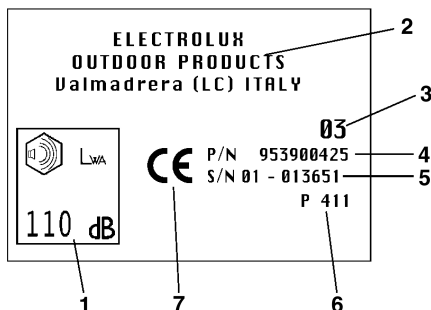 ELECTROLUX
OUTDOOR PRODUCTS
Valmadrera (LC) ITALY
2
03
3
LWA
CE
P/N 953900425
4
S/N 01 - 013651
5
P 411
110 dB
1
7
6